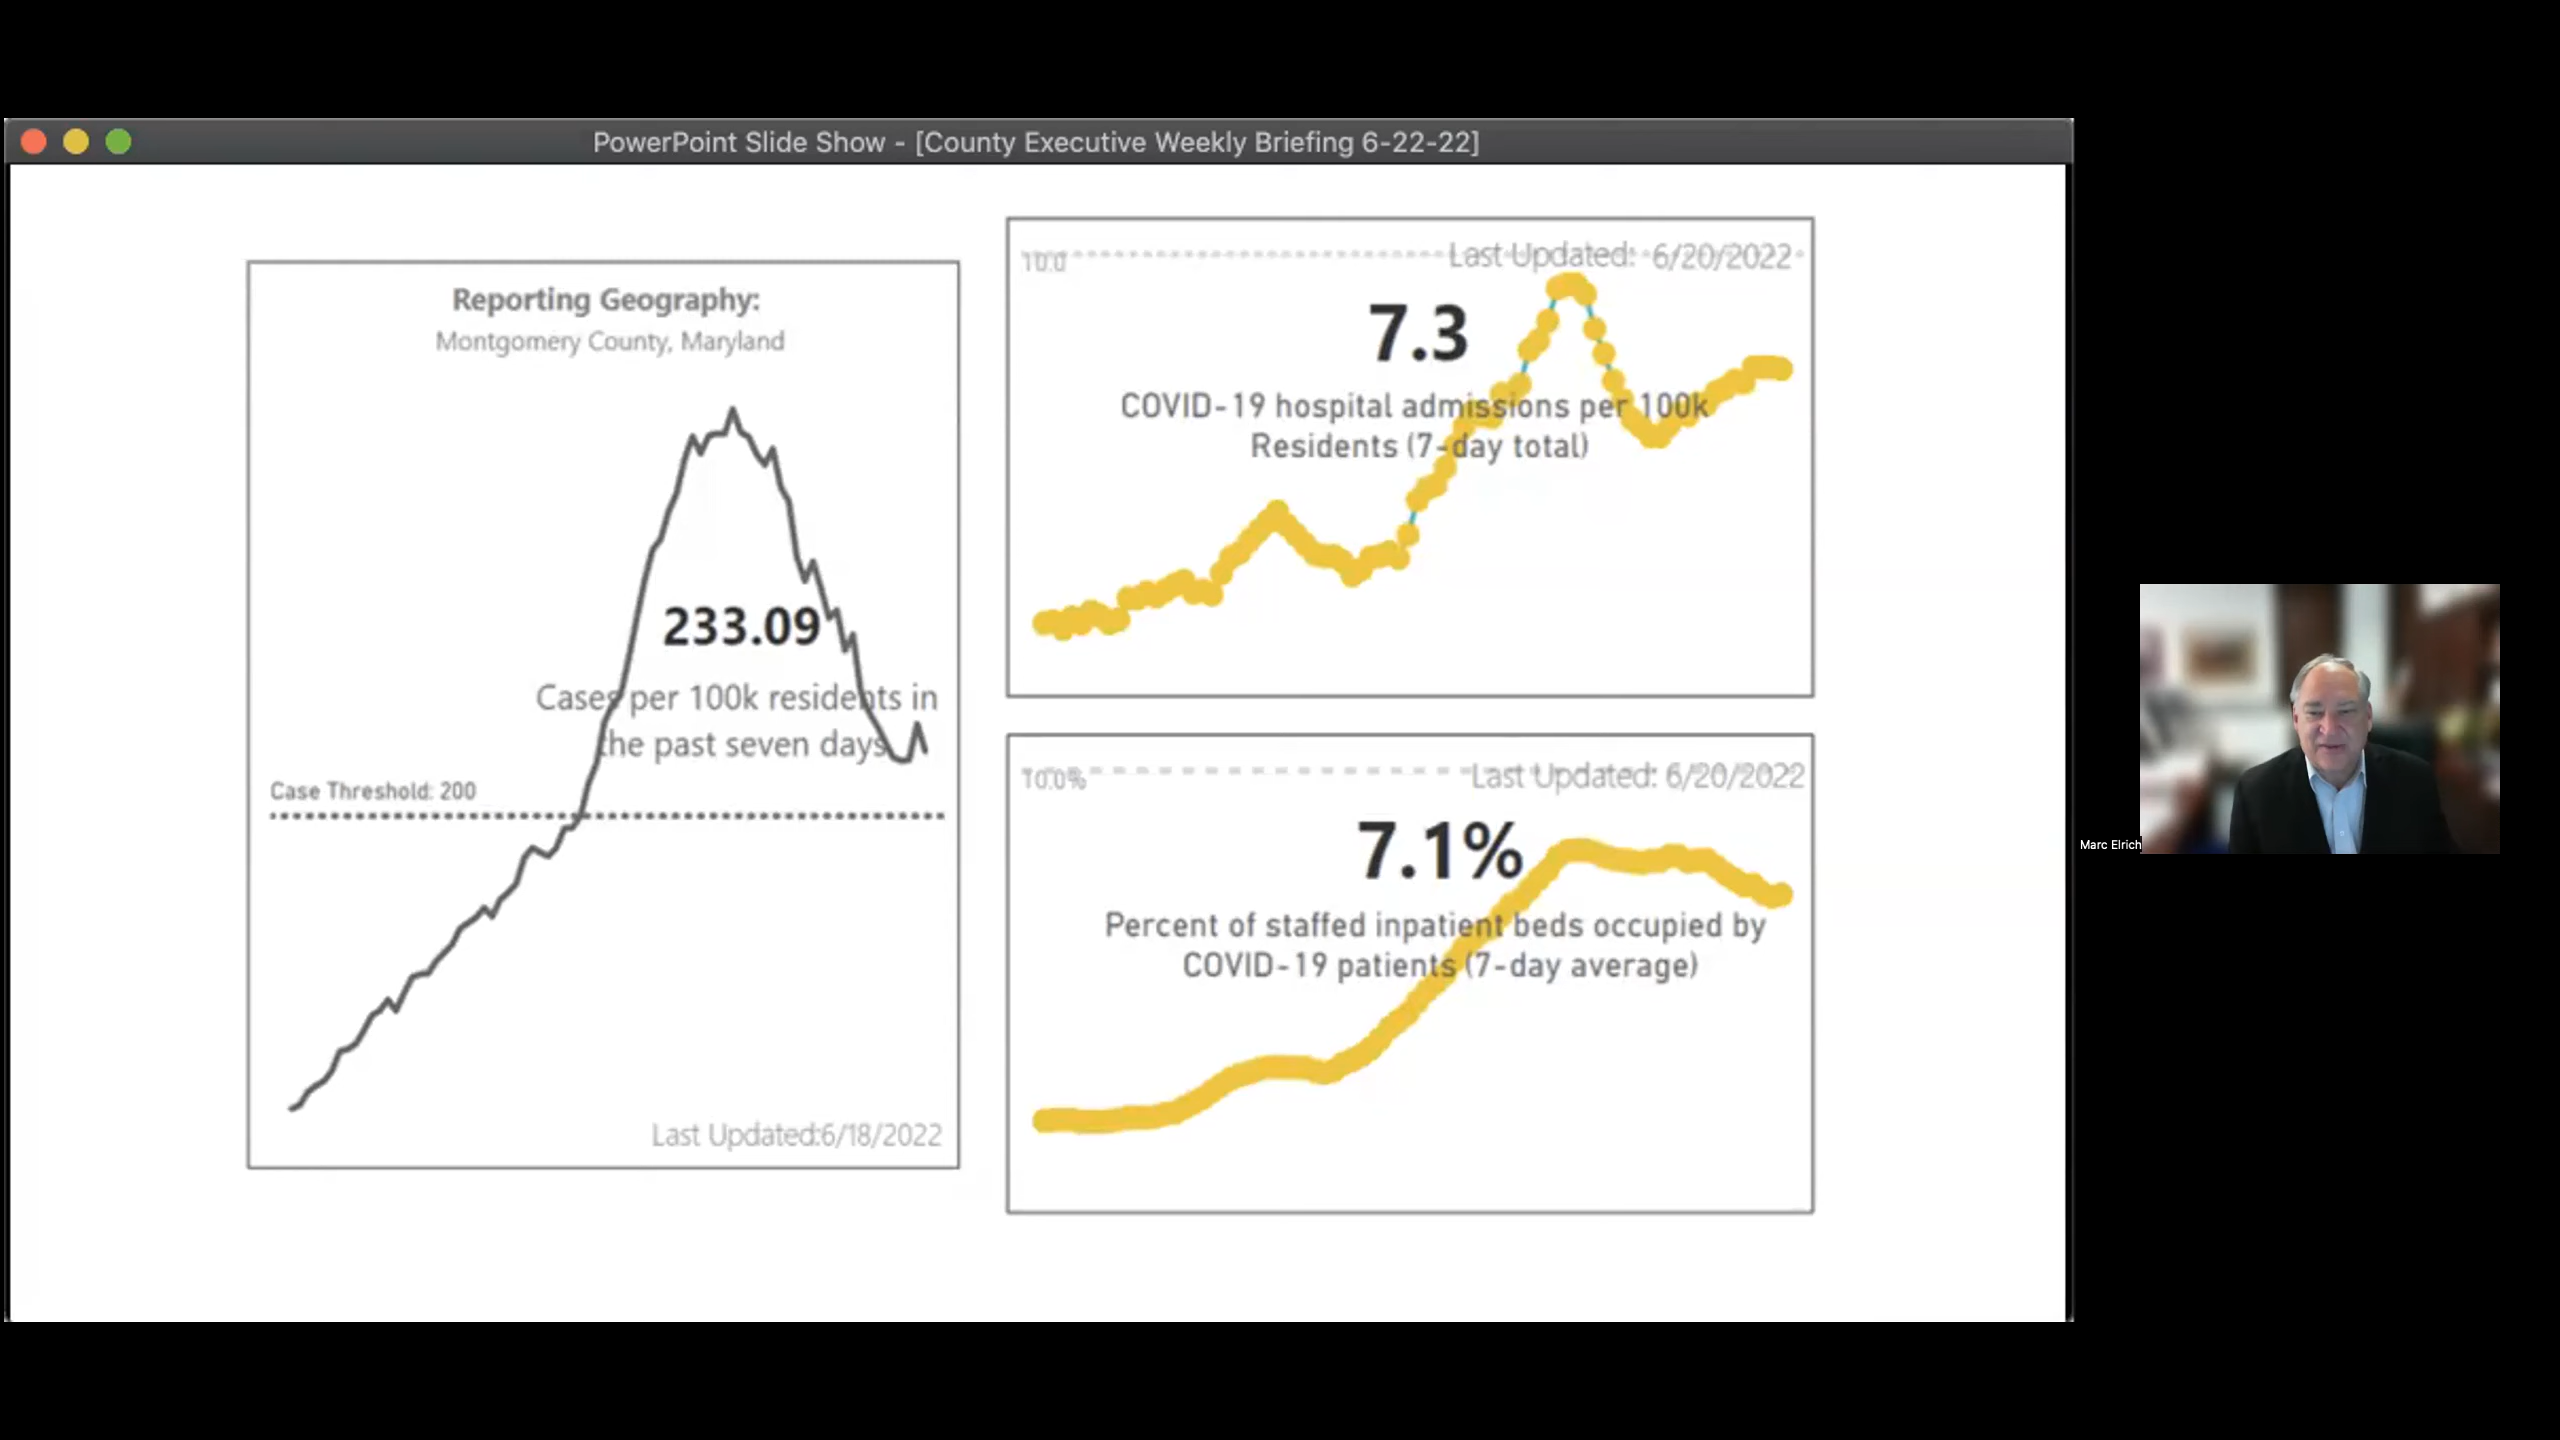 PowerPoint Slide Show - [County Executive Weekly Briefing 6-22-22]
Reporting Geography:
Montgomery County, Maryland
233.09
Cases per 100k residents in
the past seven days
Case Threshold: 200
Last Updated:6/18/2022
10.0
Last Updated: 6/20/2022
7.3
COVID-19 hospital admissions per 100k
Residents (7-day total)
10.0%
Last Updated: 6/20/2022
7.1%
Percent of staffed inpatient beds occupied by
COVID-19 patients (7-day average)
Marc Elrich